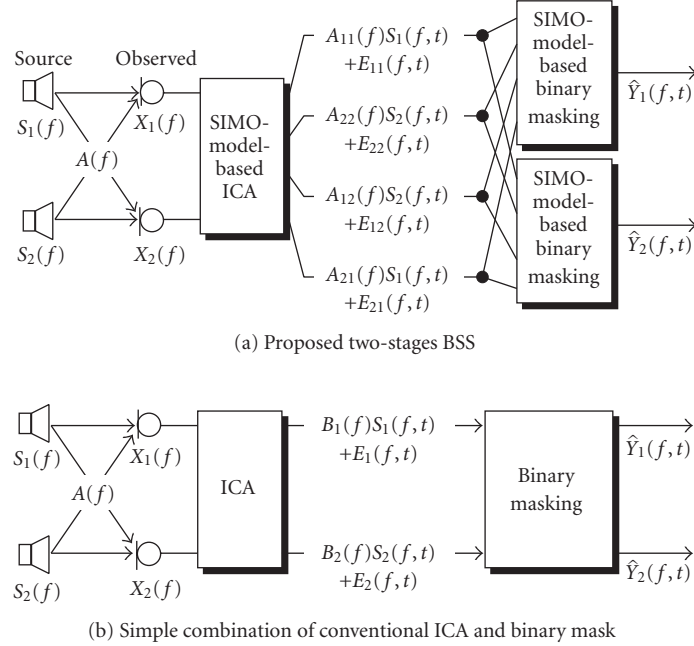 Source
Observed
S₁(f)
X₁(f)
A(f)
S₂(f)
X₂(f)
SIMO-
model-
based
ICA
A₁₁(f)S₁(f,t)
+E₁₁(f,t)
A₂₂(f)S₂(f,t)
+E₂₂(f,t)
A₁₂(f)S₂(f,t)
+E₁₂(f,t)
A₂₁(f)S₁(f,t)
+E₂₁(f,t)
SIMO-
model-
based
binary
masking
Ŷ₁(f,t)
SIMO-
model-
based
binary
masking
Ŷ₂(f,t)
(a) Proposed two-stages BSS
S₁(f)
X₁(f)
A(f)
S₂(f)
X₂(f)
ICA
B₁(f)S₁(f,t)
+E₁(f,t)
B₂(f)S₂(f,t)
+E₂(f,t)
Binary
masking
Ŷ₁(f,t)
Ŷ₂(f,t)
(b) Simple combination of conventional ICA and binary mask